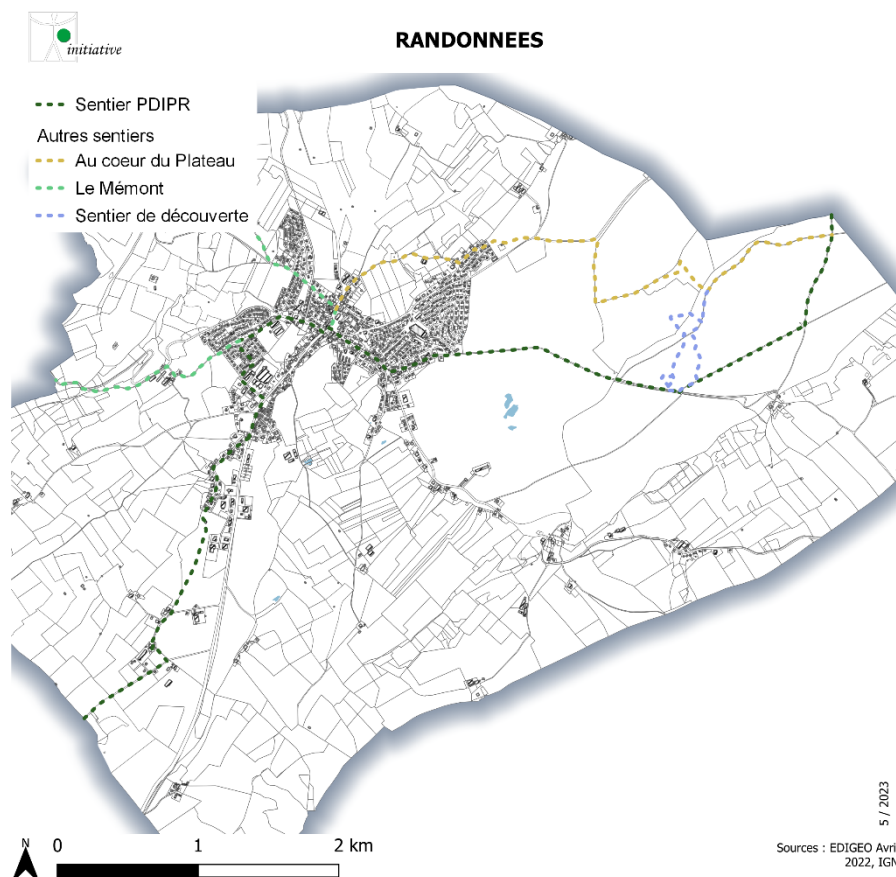 initiative
RANDONNEES
Sentier PDIPR
Autres sentiers
Au coeur du Plateau
Le Mémont
Sentier de découverte
N
0 1 2 km
5 / 2023
Sources : EDIGEO Avri
2022, IGN